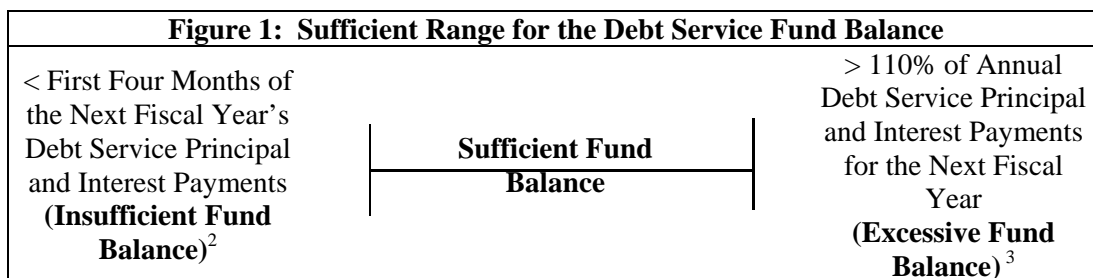 Figure 1: Sufficient Range for the Debt Service Fund Balance
< First Four Months of
the Next Fiscal Year’s
Debt Service Principal
and Interest Payments
(Insufficient Fund
Balance)2
Sufficient Fund
Balance
> 110% of Annual
Debt Service Principal
and Interest Payments
for the Next Fiscal
Year
(Excessive Fund
Balance) 3